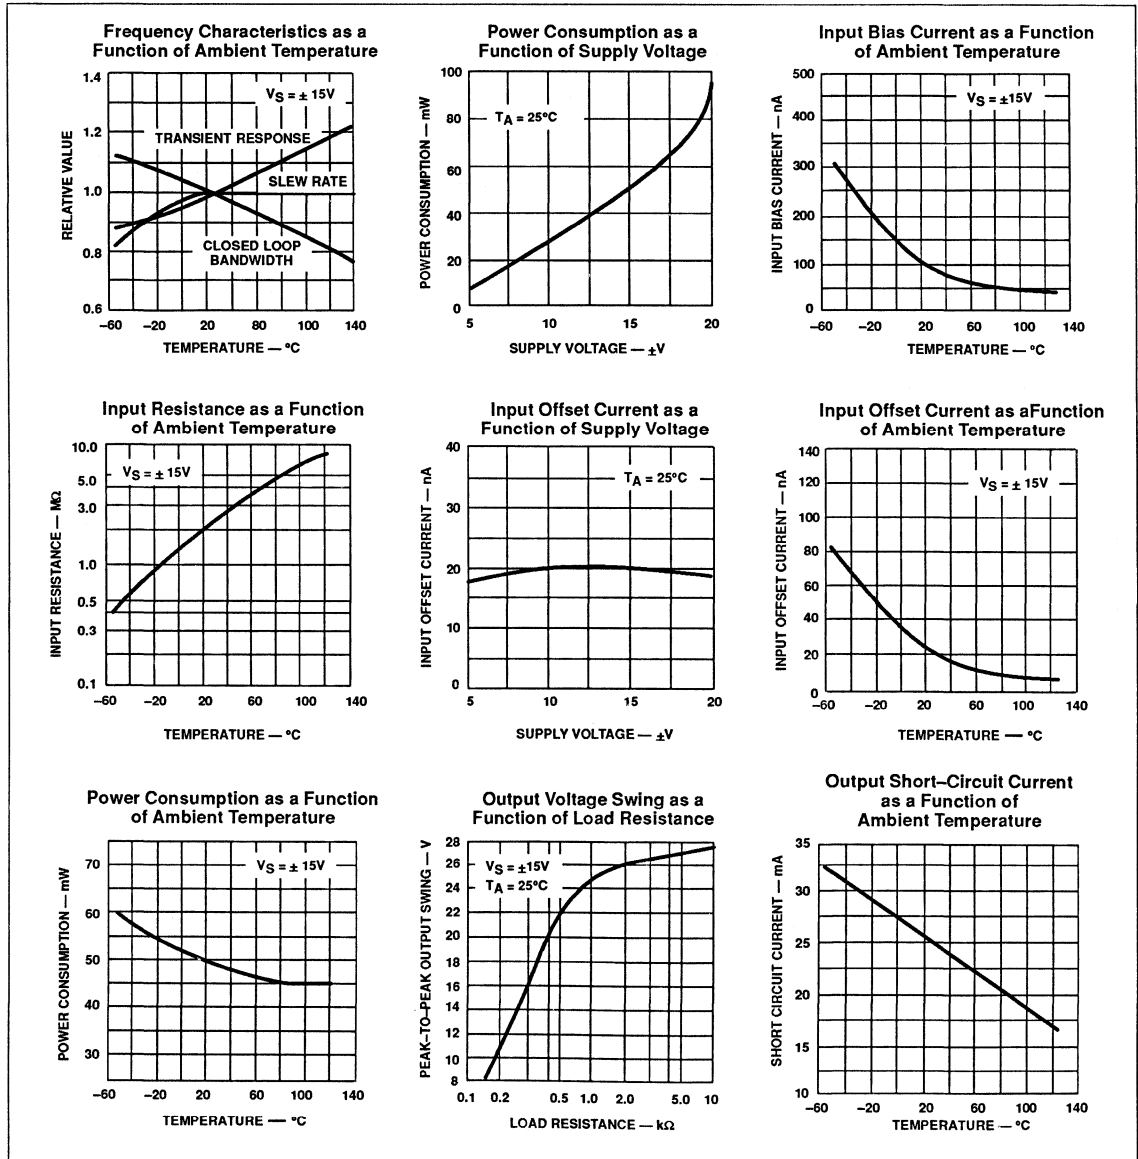 Frequency Characteristics as a
Function of Ambient Temperature
1.4
1.2
1.0
0.8
0.6
RELATIVE VALUE
VS = ± 15V
TRANSIENT RESPONSE
SLEW RATE
CLOSED LOOP
BANDWIDTH
–60 –20 20 80 100 140
TEMPERATURE — °C
Power Consumption as a
Function of Supply Voltage
100
80
60
40
20
0
POWER CONSUMPTION — mW
TA = 25°C
5 10 15 20
SUPPLY VOLTAGE — ±V
Input Bias Current as a Function
of Ambient Temperature
500
400
300
200
100
0
INPUT BIAS CURRENT — nA
VS = ±15V
–60 –20 20 60 100 140
TEMPERATURE — °C
Input Resistance as a Function
of Ambient Temperature
10.0
5.0
3.0
1.0
0.5
0.3
0.1
INPUT RESISTANCE — MΩ
VS = ± 15V
–60 –20 20 60 100 140
TEMPERATURE — °C
Input Offset Current as a
Function of Supply Voltage
40
30
20
10
0
INPUT OFFSET CURRENT — nA
TA = 25°C
5 10 15 20
SUPPLY VOLTAGE — ±V
Input Offset Current as aFunction
of Ambient Temperature
140
120
100
80
60
40
20
0
INPUT OFFSET CURRENT — nA
VS = ± 15V
–60 –20 20 60 100 140
TEMPERATURE — °C
Power Consumption as a Function
of Ambient Temperature
70
60
50
40
30
POWER CONSUMPTION — mW
VS = ± 15V
–60 –20 20 60 100 140
TEMPERATURE — °C
Output Voltage Swing as a
Function of Load Resistance
28
26
24
22
20
18
16
14
12
10
8
PEAK–TO–PEAK OUTPUT SWING — V
VS = ±15V
TA = 25°C
0.1 0.2 0.5 1.0 2.0 5.0 10
LOAD RESISTANCE — kΩ
Output Short–Circuit Current
as a Function of
Ambient Temperature
35
30
25
20
15
10
SHORT CIRCUIT CURRENT — mA
–60 –20 20 60 100 140
TEMPERATURE — °C